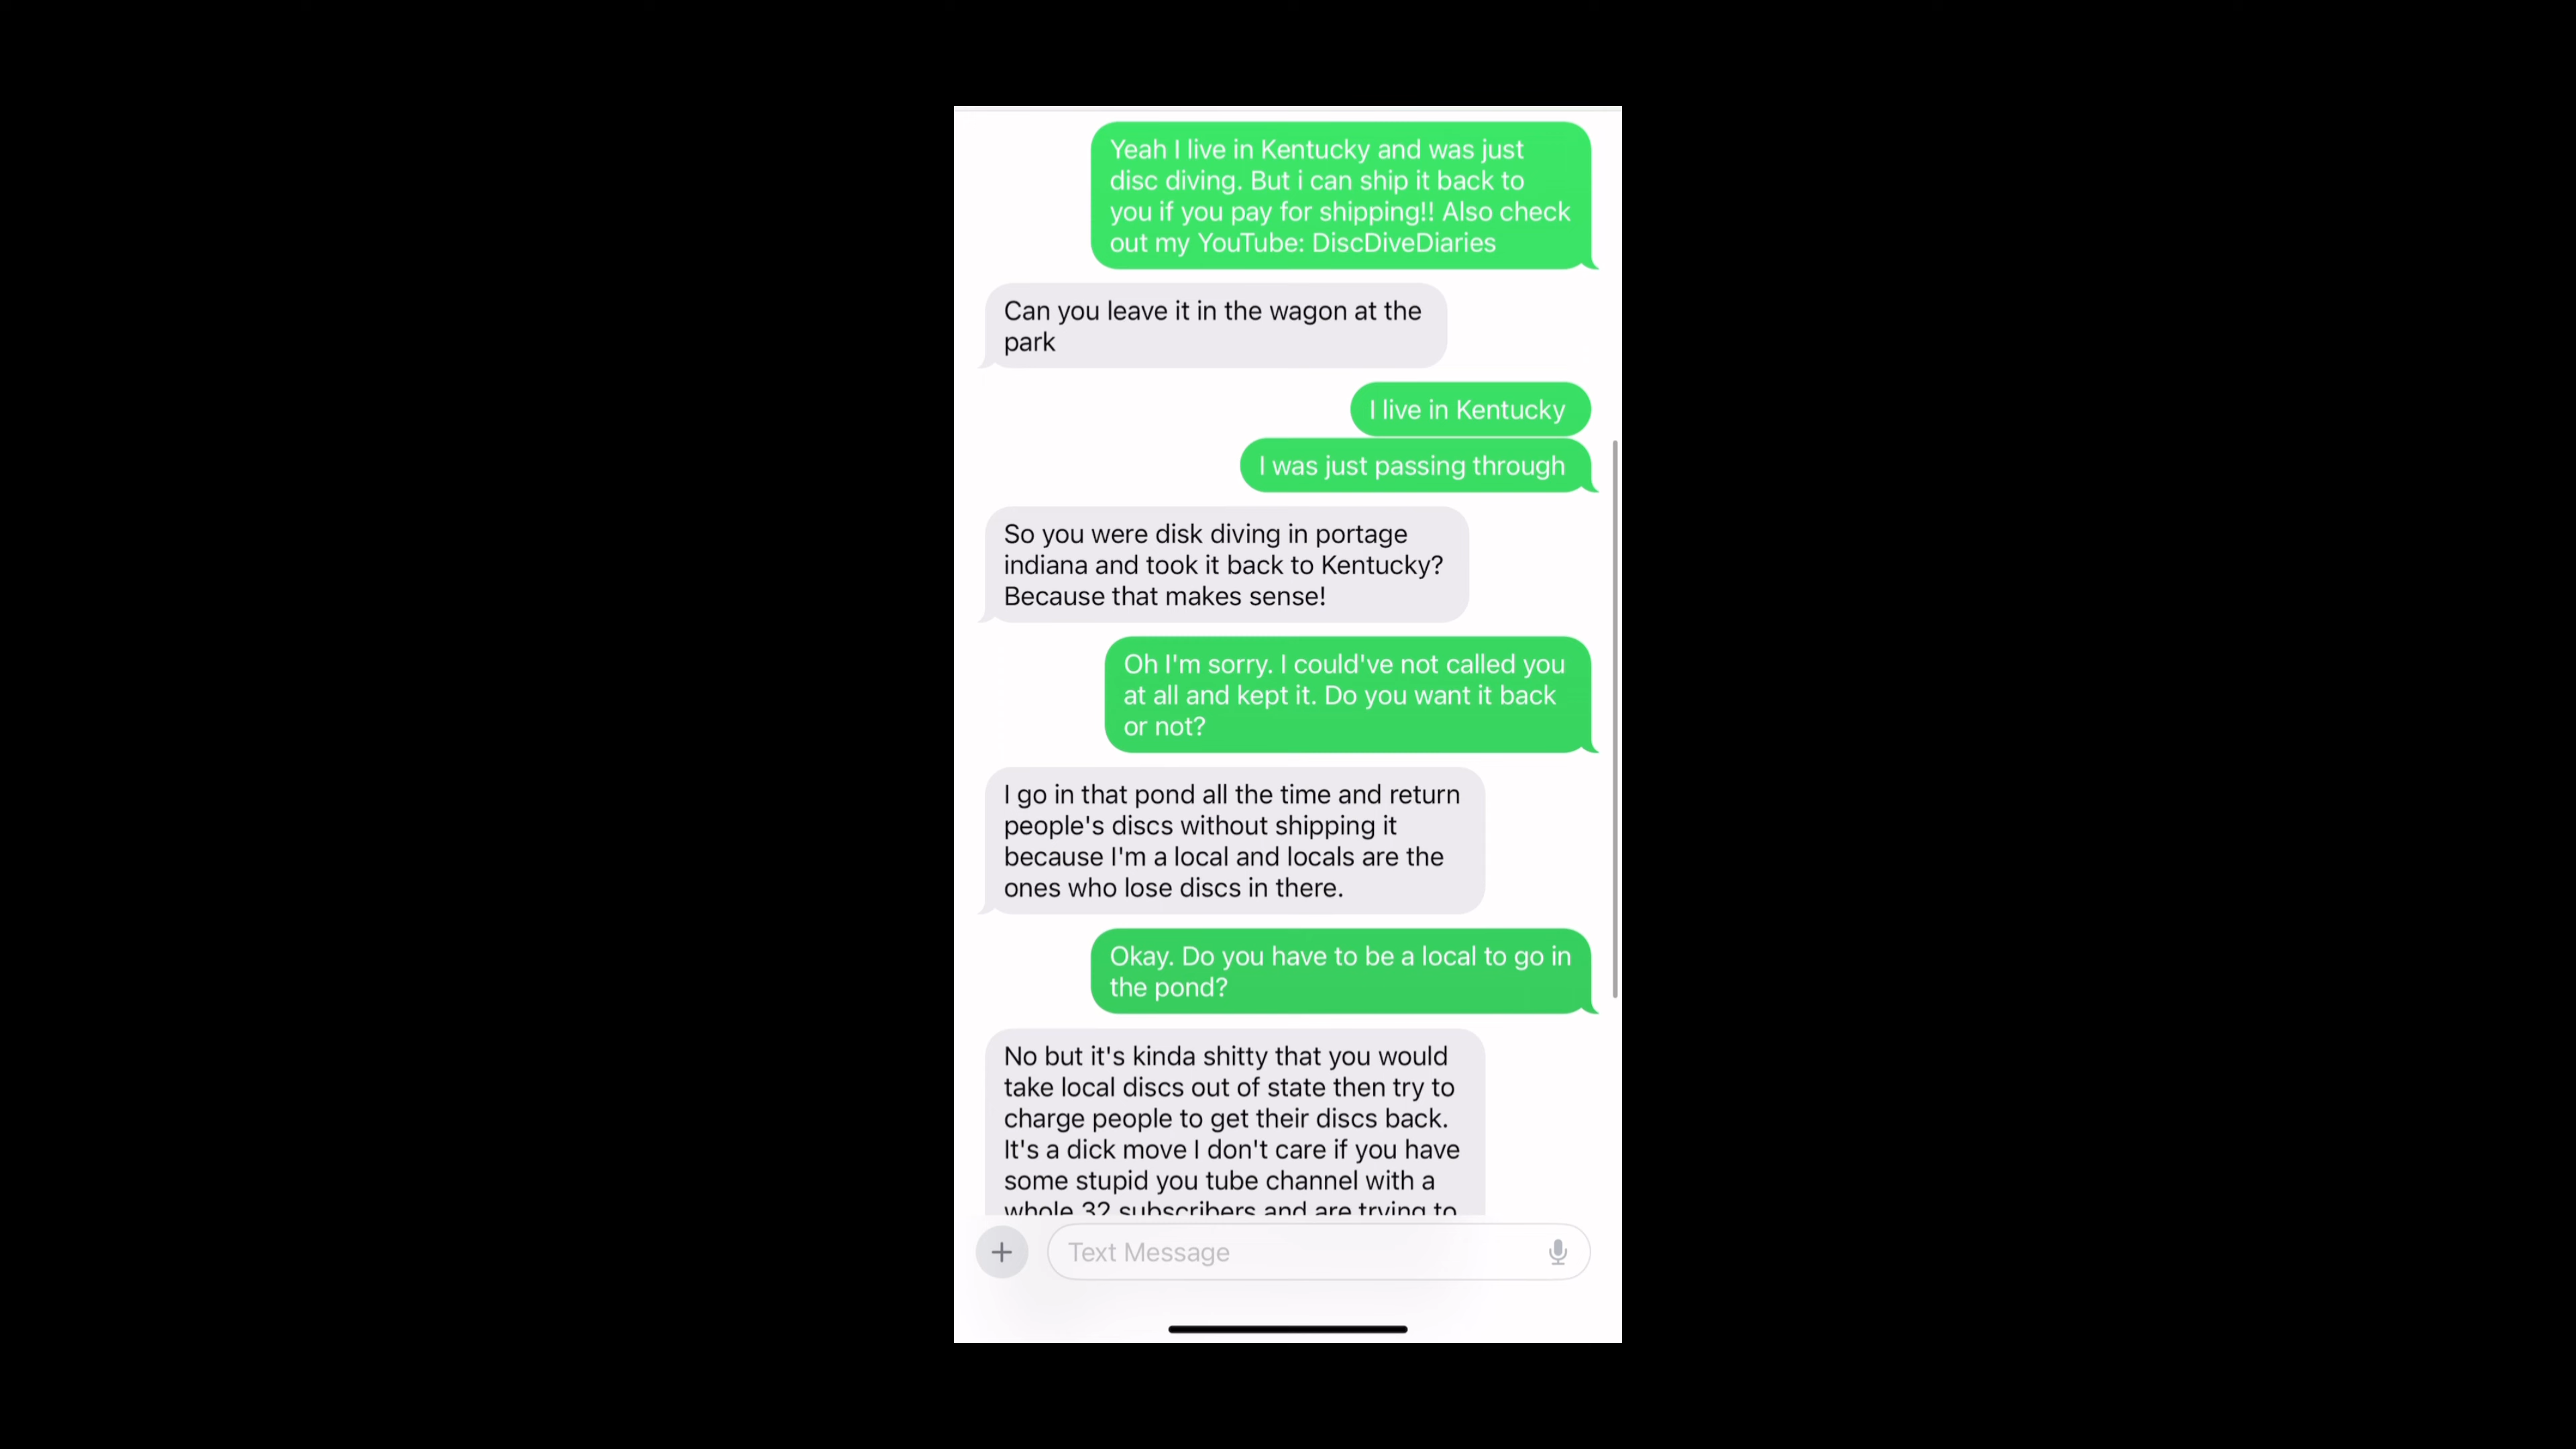 Yeah I live in Kentucky and was just
disc diving. But i can ship it back to
you if you pay for shipping!! Also check
out my YouTube: DiscDiveDiaries
Can you leave it in the wagon at the
park
I live in Kentucky
I was just passing through
So you were disk diving in portage
indiana and took it back to Kentucky?
Because that makes sense!
Oh I'm sorry. I could've not called you
at all and kept it. Do you want it back
or not?
I go in that pond all the time and return
people's discs without shipping it
because I'm a local and locals are the
ones who lose discs in there.
Okay. Do you have to be a local to go in
the pond?
No but it's kinda shitty that you would
take local discs out of state then try to
charge people to get their discs back.
It's a dick move I don't care if you have
some stupid you tube channel with a
whole 32 subscribers and are trying to
Text Message